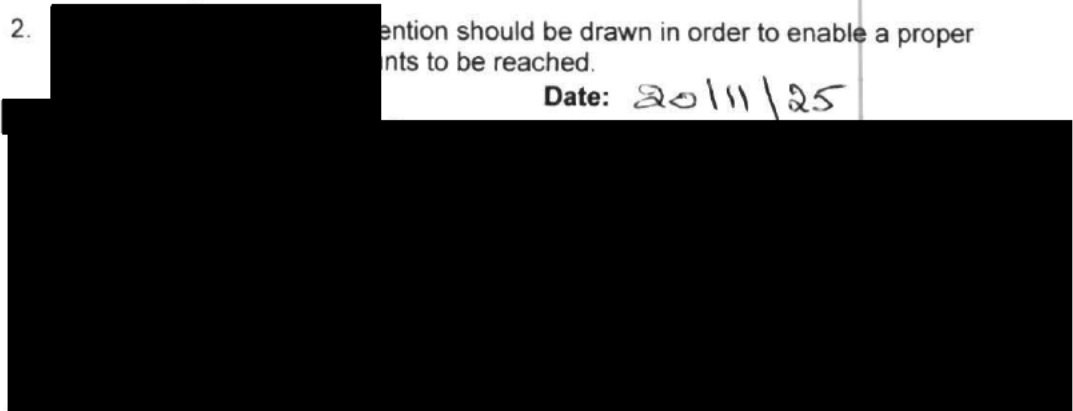 2. ention should be drawn in order to enable a proper
nts to be reached.
Date: 20/11/25